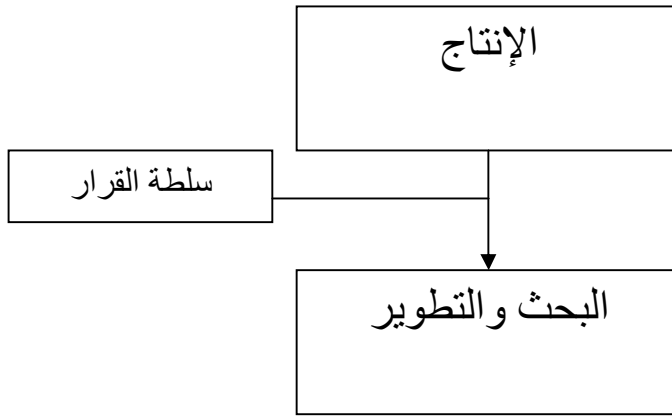 الإنتاج
سلطة القرار
البحث والتطوير